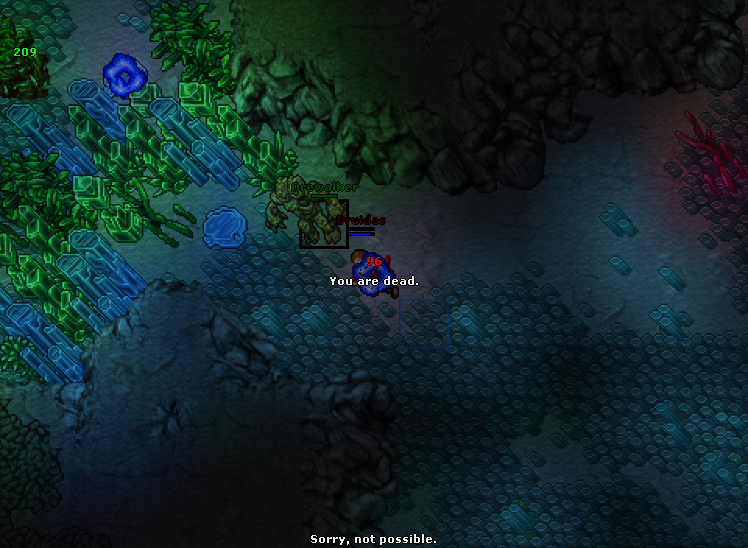 209
Orewalker
Druidas
96
You are dead.
Sorry, not possible.